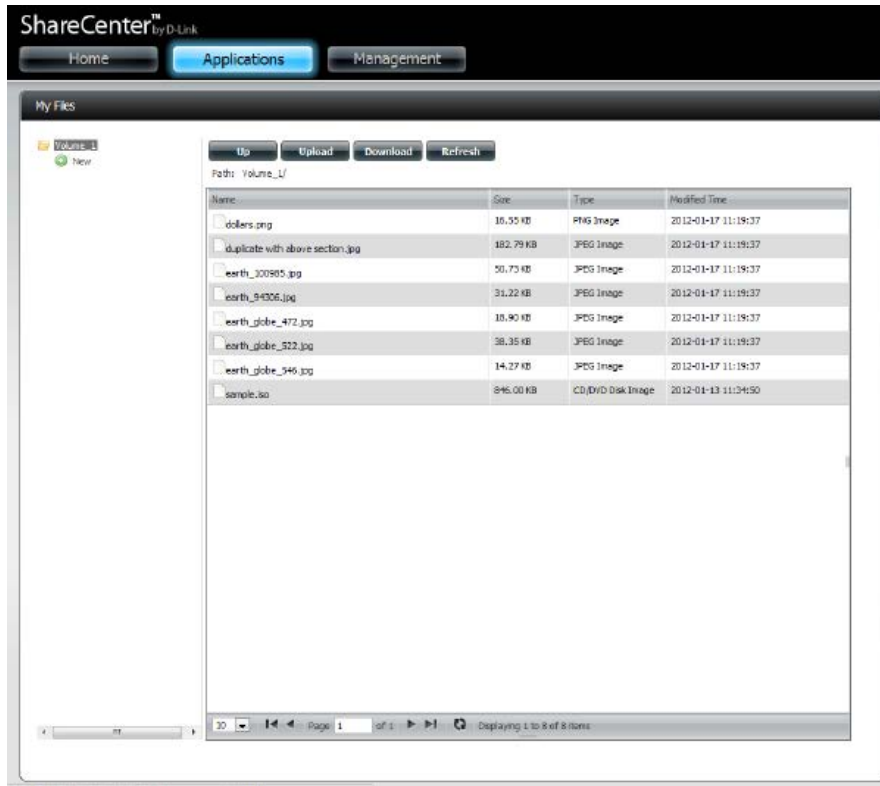 ShareCenter™ by D-Link
Home Applications Management
My Files
Volume_1
New
Up Upload Download Refresh
Path: Volume_1/
Name Size Type Modified Time
dollers.png 16.55 KB PNG Image 2012-01-17 11:19:37
duplicate with above section.jpg 182.79 KB JPEG Image 2012-01-17 11:19:37
earth_100985.jpg 50.75 KB JPEG Image 2012-01-17 11:19:37
earth_94306.jpg 31.22 KB JPEG Image 2012-01-17 11:19:37
earth_globe_472.jpg 18.90 KB JPEG Image 2012-01-17 11:19:37
earth_globe_522.jpg 38.35 KB JPEG Image 2012-01-17 11:19:37
earth_globe_546.jpg 14.27 KB JPEG Image 2012-01-17 11:19:37
sample.iso 846.00 KB CD/DVD Disk Image 2012-01-13 11:34:50
Page 1 of 1 Displaying 1 to 8 of 8 items